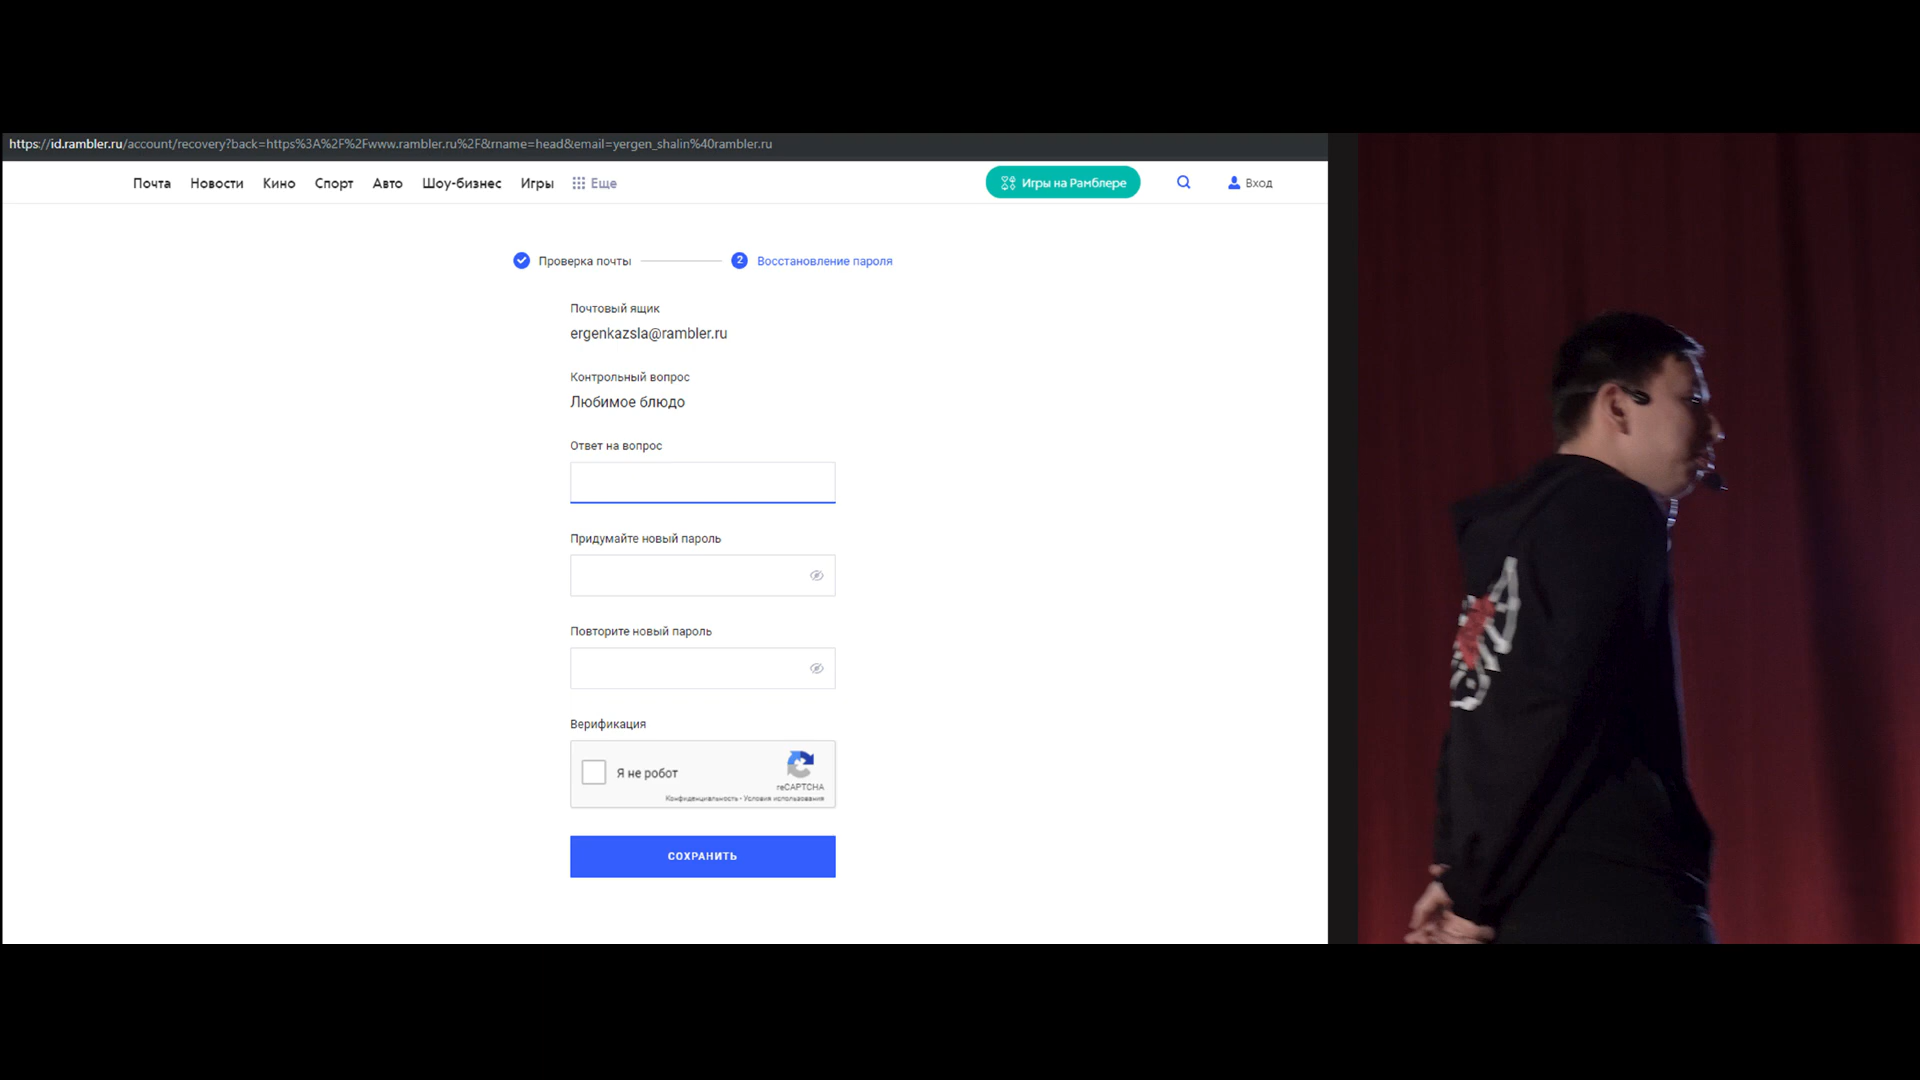 https://id.rambler.ru/account/recovery?back=https%3A%2F%2Fwww.rambler.ru%2F&rname=head&email=yergen_shalin%40rambler.ru
Почта Новости Кино Спорт Авто Шоу-бизнес Игры Еще Игры на Рамблере Вход
Проверка почты 2 Восстановление пароля
Почтовый ящик
ergenkazsla@rambler.ru
Контрольный вопрос
Любимое блюдо
Ответ на вопрос
Придумайте новый пароль
Повторите новый пароль
Верификация
Я не робот
reCAPTCHA
Конфиденциальность - Условия использования
СОХРАНИТЬ